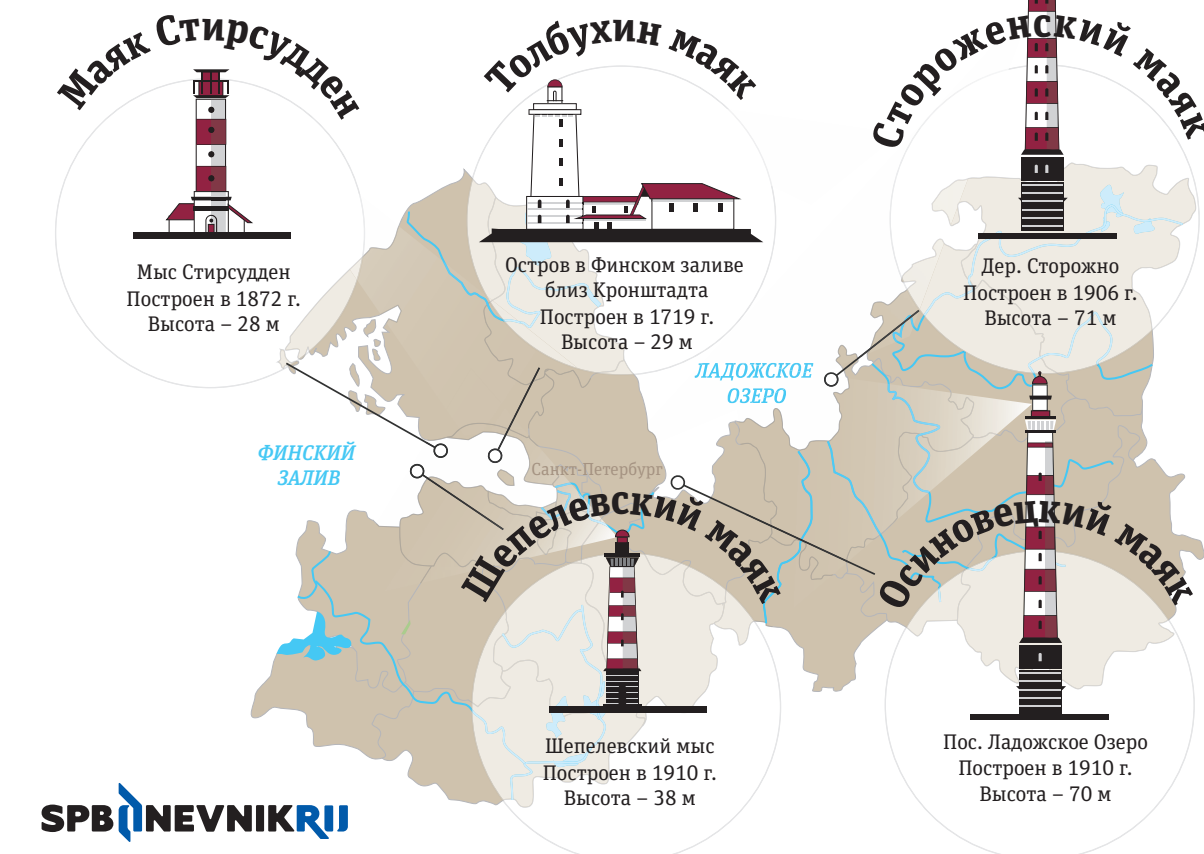 Маяк Стирсудден
Мыс Стирсудден
Построен в 1872 г.
Высота – 28 м
Толбухин маяк
Остров в Финском заливе
близ Кронштадта
Построен в 1719 г.
Высота – 29 м
Стороженский маяк
Дер. Сторожно
Построен в 1906 г.
Высота – 71 м
ЛАДОЖСКОЕ
ОЗЕРО
ФИНСКИЙ
ЗАЛИВ
Санкт-Петербург
Шепелевский маяк
Шепелевский мыс
Построен в 1910 г.
Высота – 38 м
Осиновецкий маяк
Пос. Ладожское Озеро
Построен в 1910 г.
Высота – 70 м
SPBDNEVNIKRU